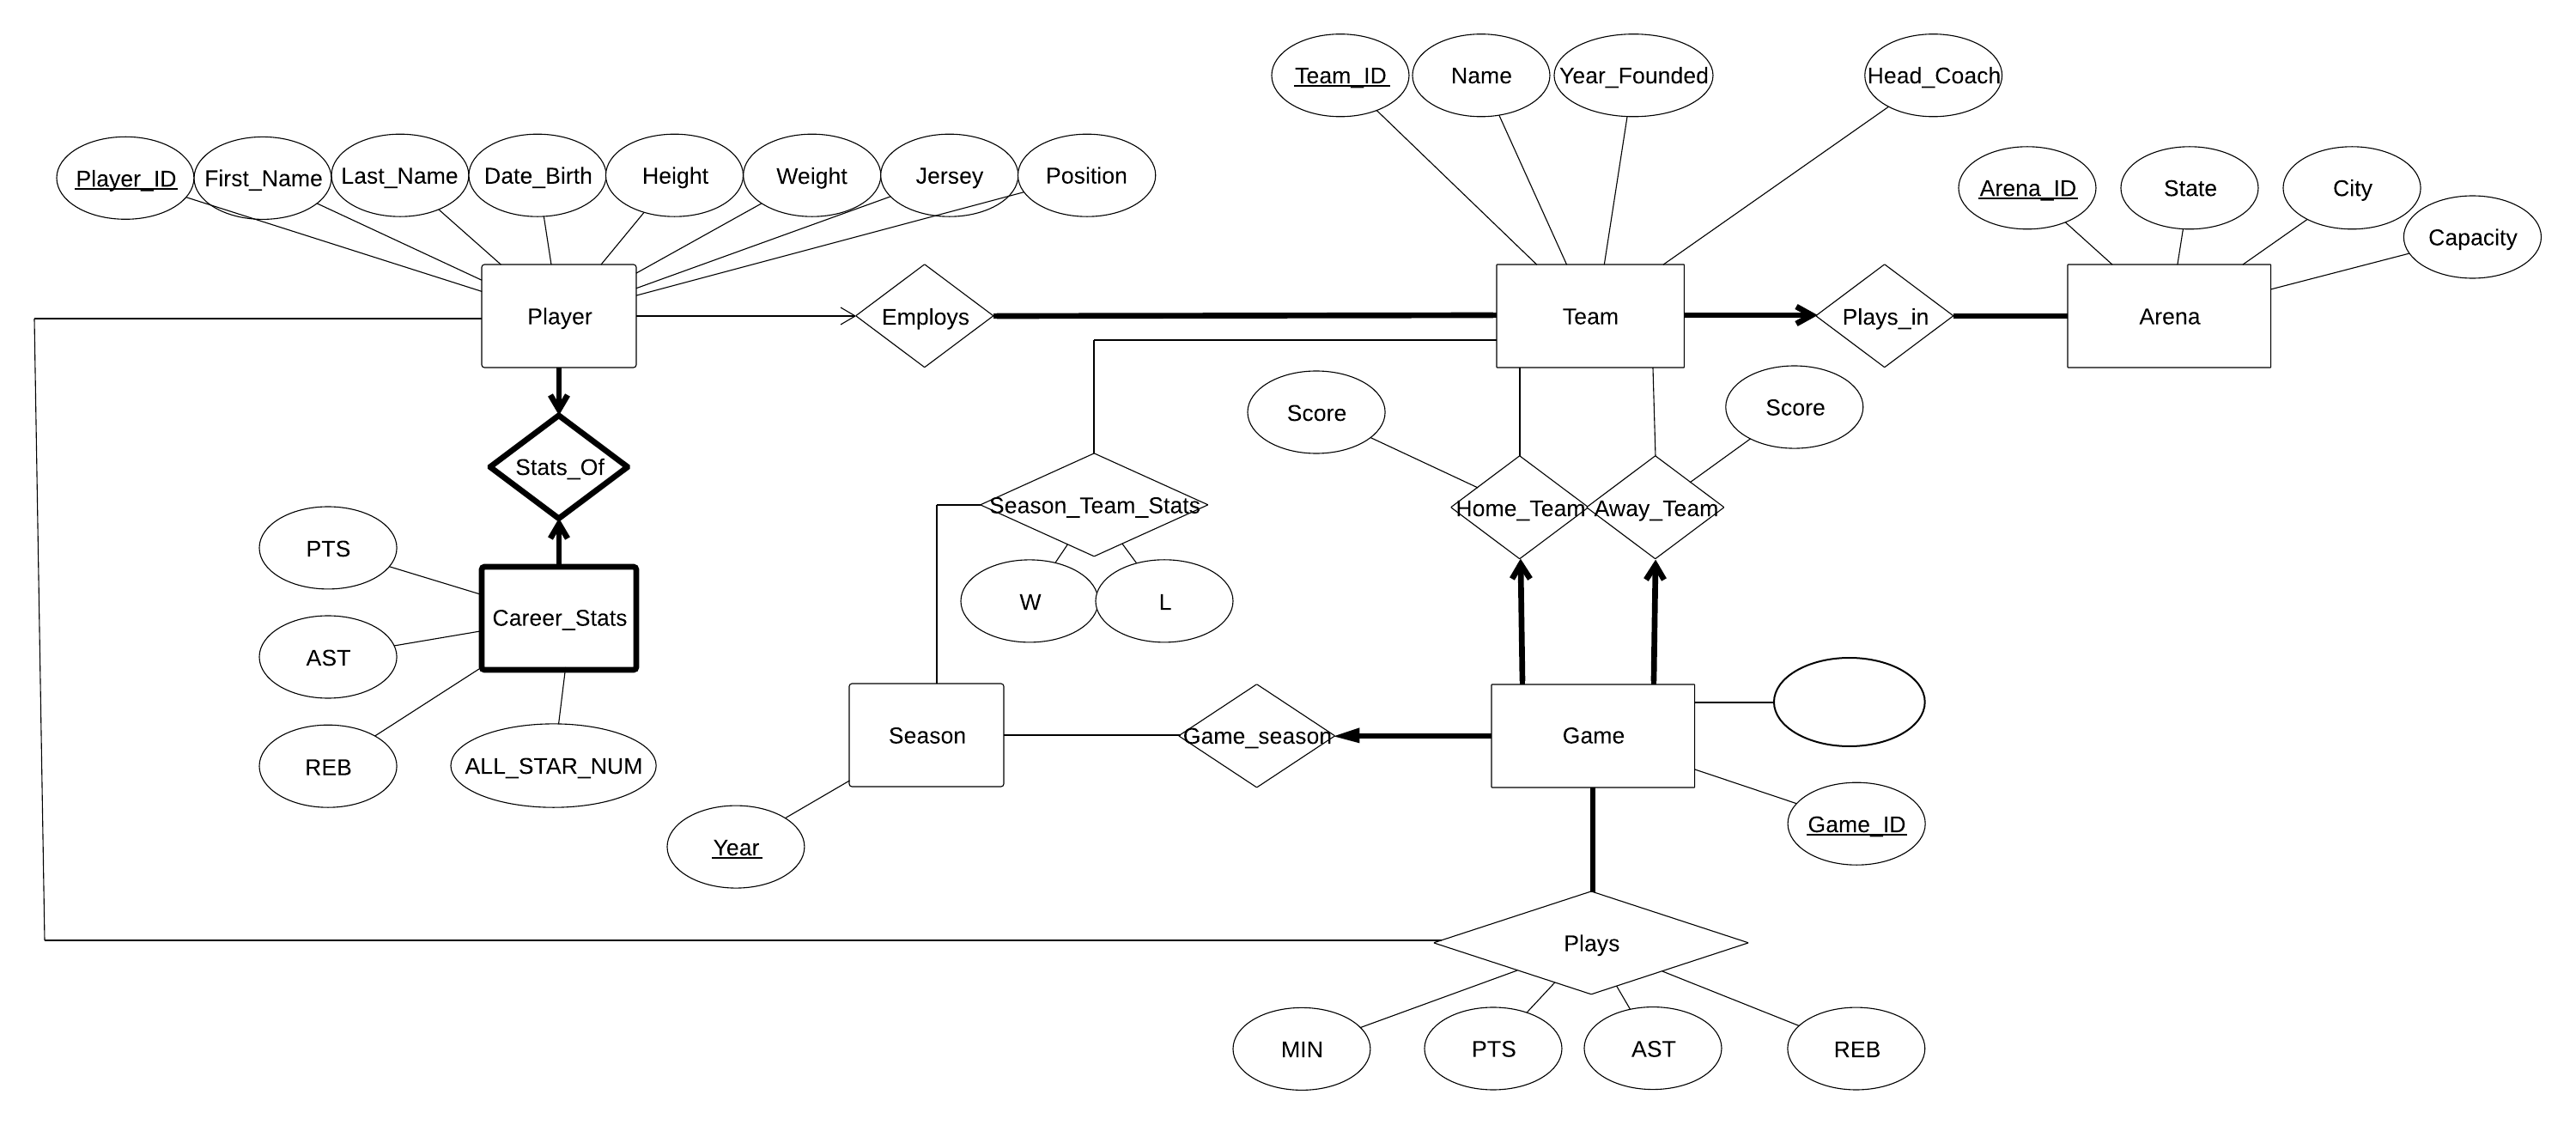 Team_ID
Name
Year_Founded
Head_Coach
Player_ID
First_Name
Last_Name
Date_Birth
Height
Weight
Jersey
Position
Arena_ID
State
City
Capacity
Player
Employs
Team
Plays_in
Arena
Score
Score
Stats_Of
Season_Team_Stats
Home_Team
Away_Team
PTS
W
L
Career_Stats
AST
REB
ALL_STAR_NUM
Season
Game_season
Game
Year
Game_ID
Plays
MIN
PTS
AST
REB